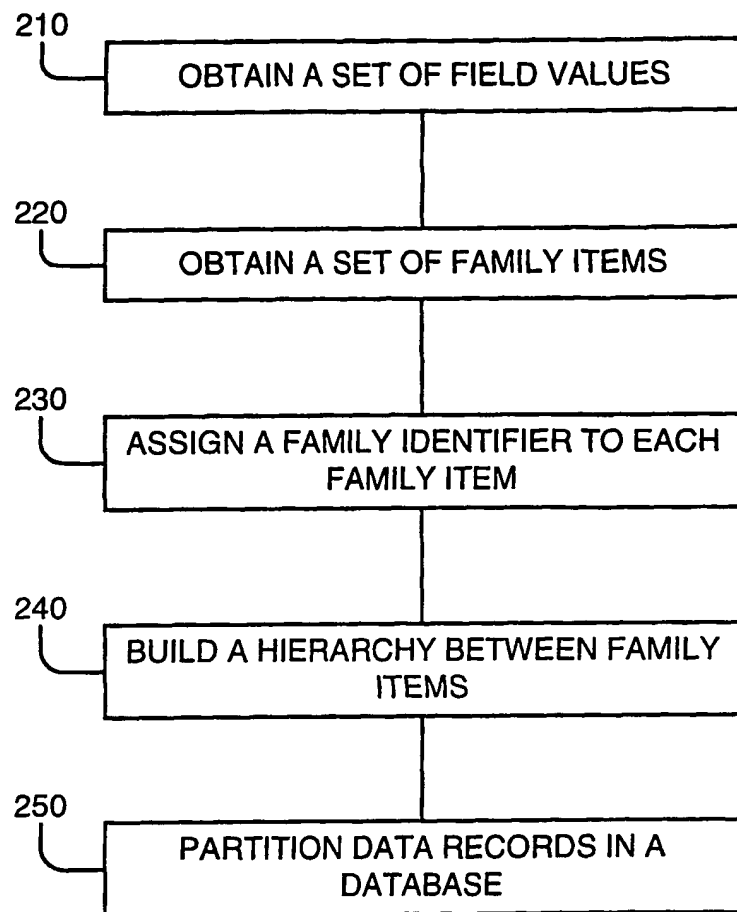 210
OBTAIN A SET OF FIELD VALUES
220
OBTAIN A SET OF FAMILY ITEMS
230
ASSIGN A FAMILY IDENTIFIER TO EACH
FAMILY ITEM
240
BUILD A HIERARCHY BETWEEN FAMILY
ITEMS
250
PARTITION DATA RECORDS IN A
DATABASE